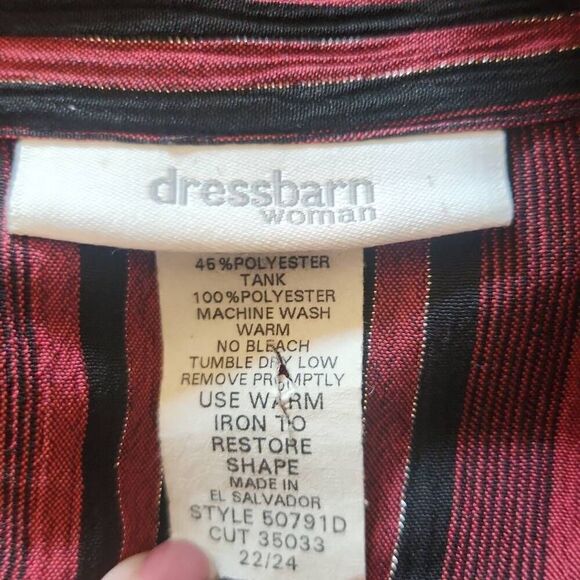 dressbarn
woman
46%POLYESTER
TANK
100%POLYESTER
MACHINE WASH
WARM
NO BLEACH
TUMBLE DRY LOW
REMOVE PROMPTLY
USE WARM
IRON TO
RESTORE
SHAPE
MADE IN
EL SALVADOR
STYLE 50791D
CUT 35033
22/24